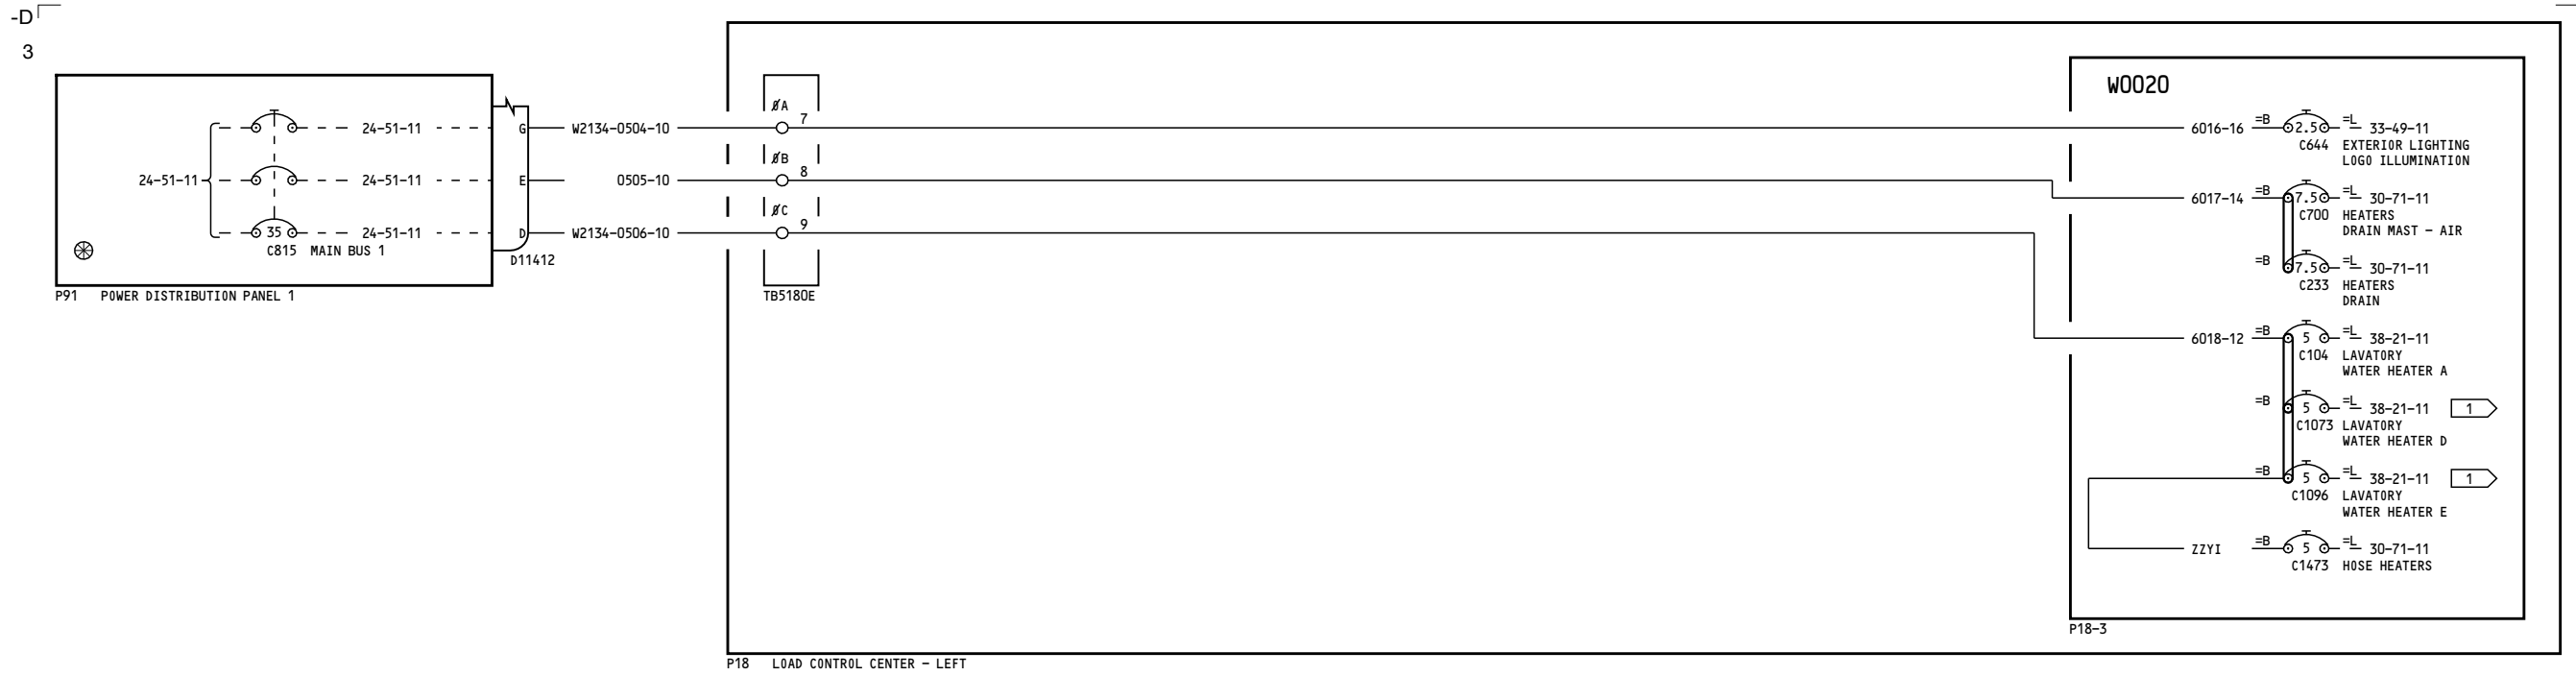 -D
3
24-51-11
24-51-11
24-51-11
35
24-51-11
C815 MAIN BUS 1
G
E
D
D11412
P91 POWER DISTRIBUTION PANEL 1
W2134-0504-10
0505-10
W2134-0506-10
ØA
7
ØB
8
ØC
9
TB5180E
P18 LOAD CONTROL CENTER - LEFT
W0020
6016-16 =B 2.5 =L 33-49-11
C644 EXTERIOR LIGHTING
LOGO ILLUMINATION
6017-14 =B 7.5 =L 30-71-11
C700 HEATERS
DRAIN MAST - AIR
=B 7.5 =L 30-71-11
C233 HEATERS
DRAIN
6018-12 =B 5 =L 38-21-11
C104 LAVATORY
WATER HEATER A
=B 5 =L 38-21-11 1
C1073 LAVATORY
WATER HEATER D
=B 5 =L 38-21-11 1
C1096 LAVATORY
WATER HEATER E
ZZYI =B 5 =L 30-71-11
C1473 HOSE HEATERS
P18-3